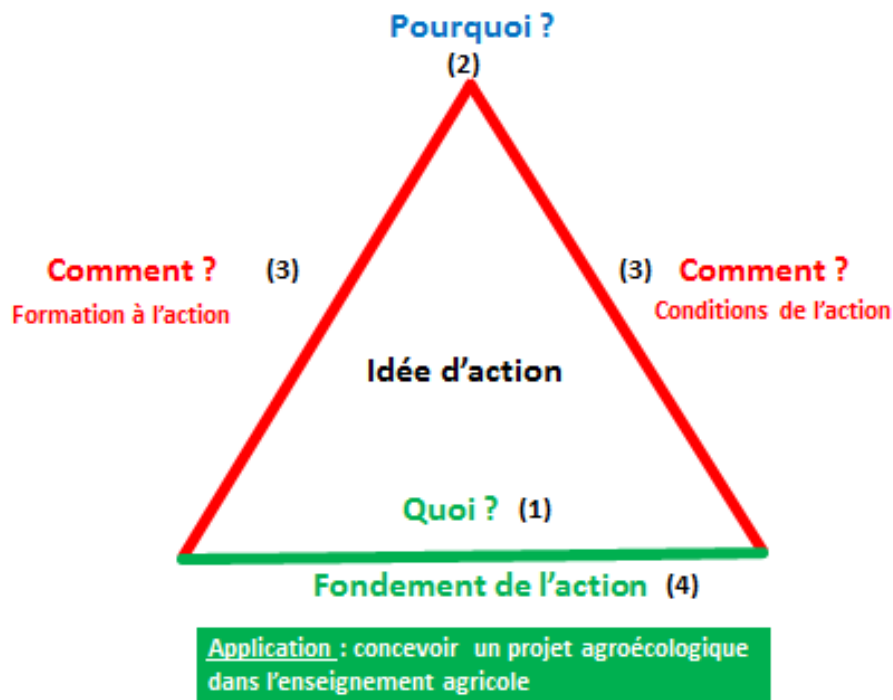 Pourquoi ?
(2)
Comment ? (3)
Formation à l'action
(3) Comment ?
Conditions de l'action
Idée d'action
Quoi ? (1)
Fondement de l'action (4)
Application : concevoir un projet agroécologique
dans l'enseignement agricole